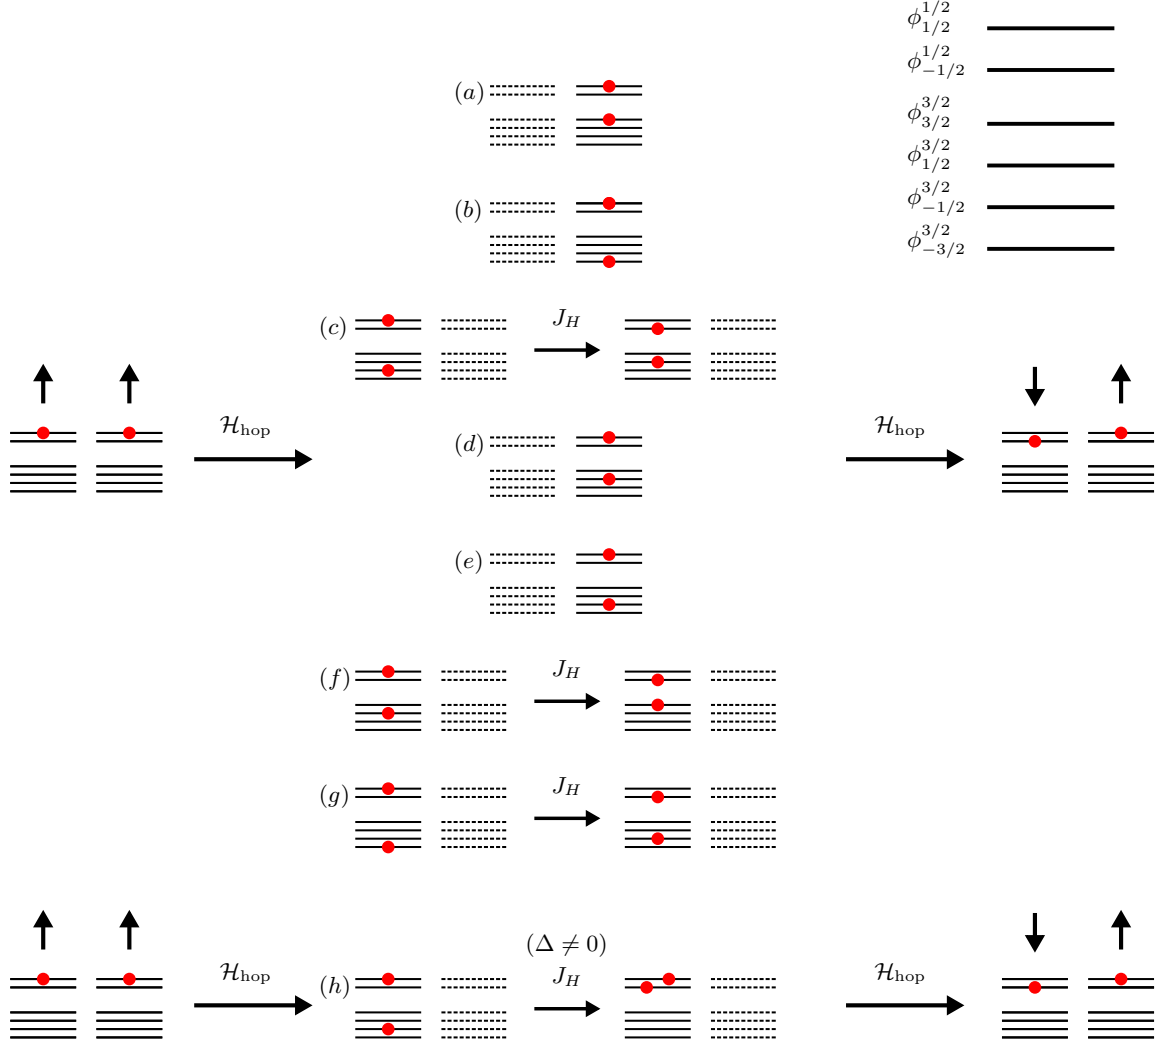 ϕ^{1/2}_{1/2}
ϕ^{1/2}_{-1/2}
ϕ^{3/2}_{3/2}
ϕ^{3/2}_{1/2}
ϕ^{3/2}_{-1/2}
ϕ^{3/2}_{-3/2}
(a)
(b)
(c)
J_H
ℋ_hop
(d)
ℋ_hop
(e)
(f)
J_H
(g)
J_H
ℋ_hop
(h)
(Δ ≠ 0)
J_H
ℋ_hop